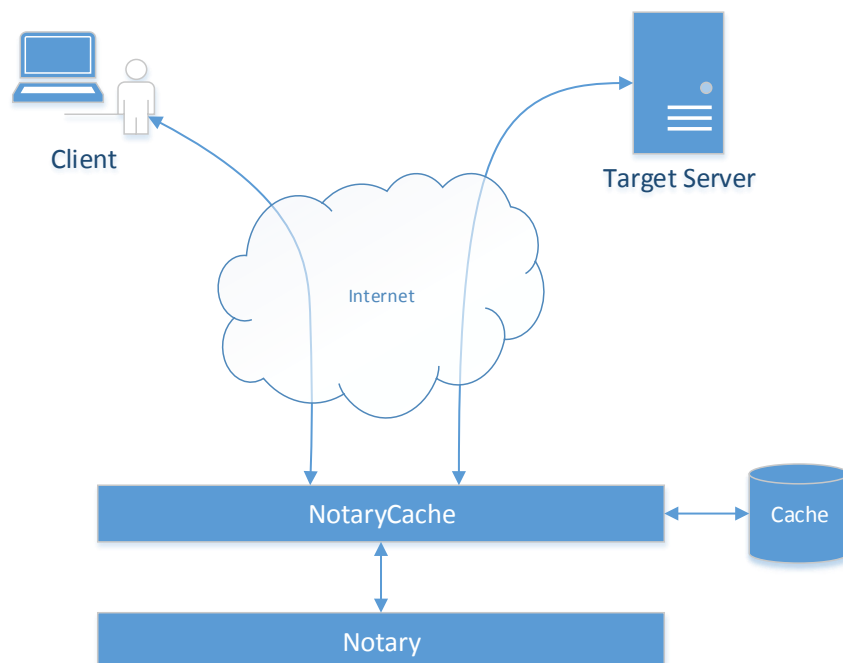 Client
Target Server
Internet
NotaryCache
Cache
Notary